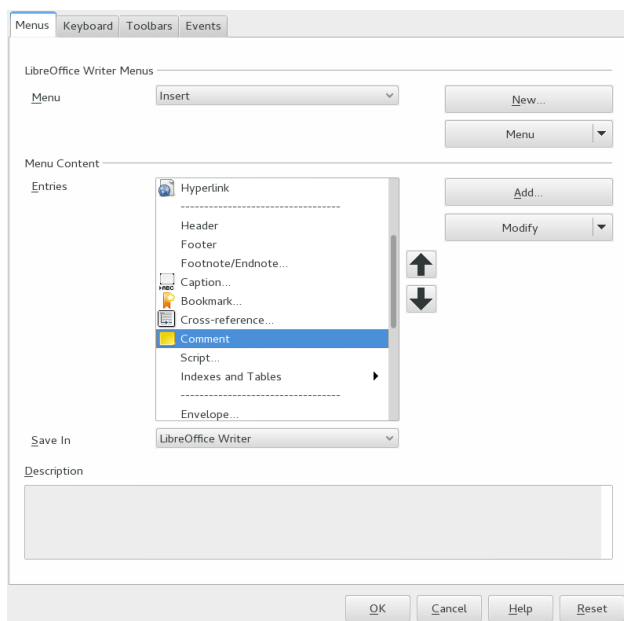 Menus Keyboard Toolbars Events
LibreOffice Writer Menus
Menu Insert New...
Menu
Menu Content
Entries Hyperlink Add...
----------------------------------
Header Modify
Footer
Footnote/Endnote...
Caption...
Bookmark...
Cross-reference...
Comment
Script...
Indexes and Tables
----------------------------------
Envelope...
Save In LibreOffice Writer
Description
OK Cancel Help Reset